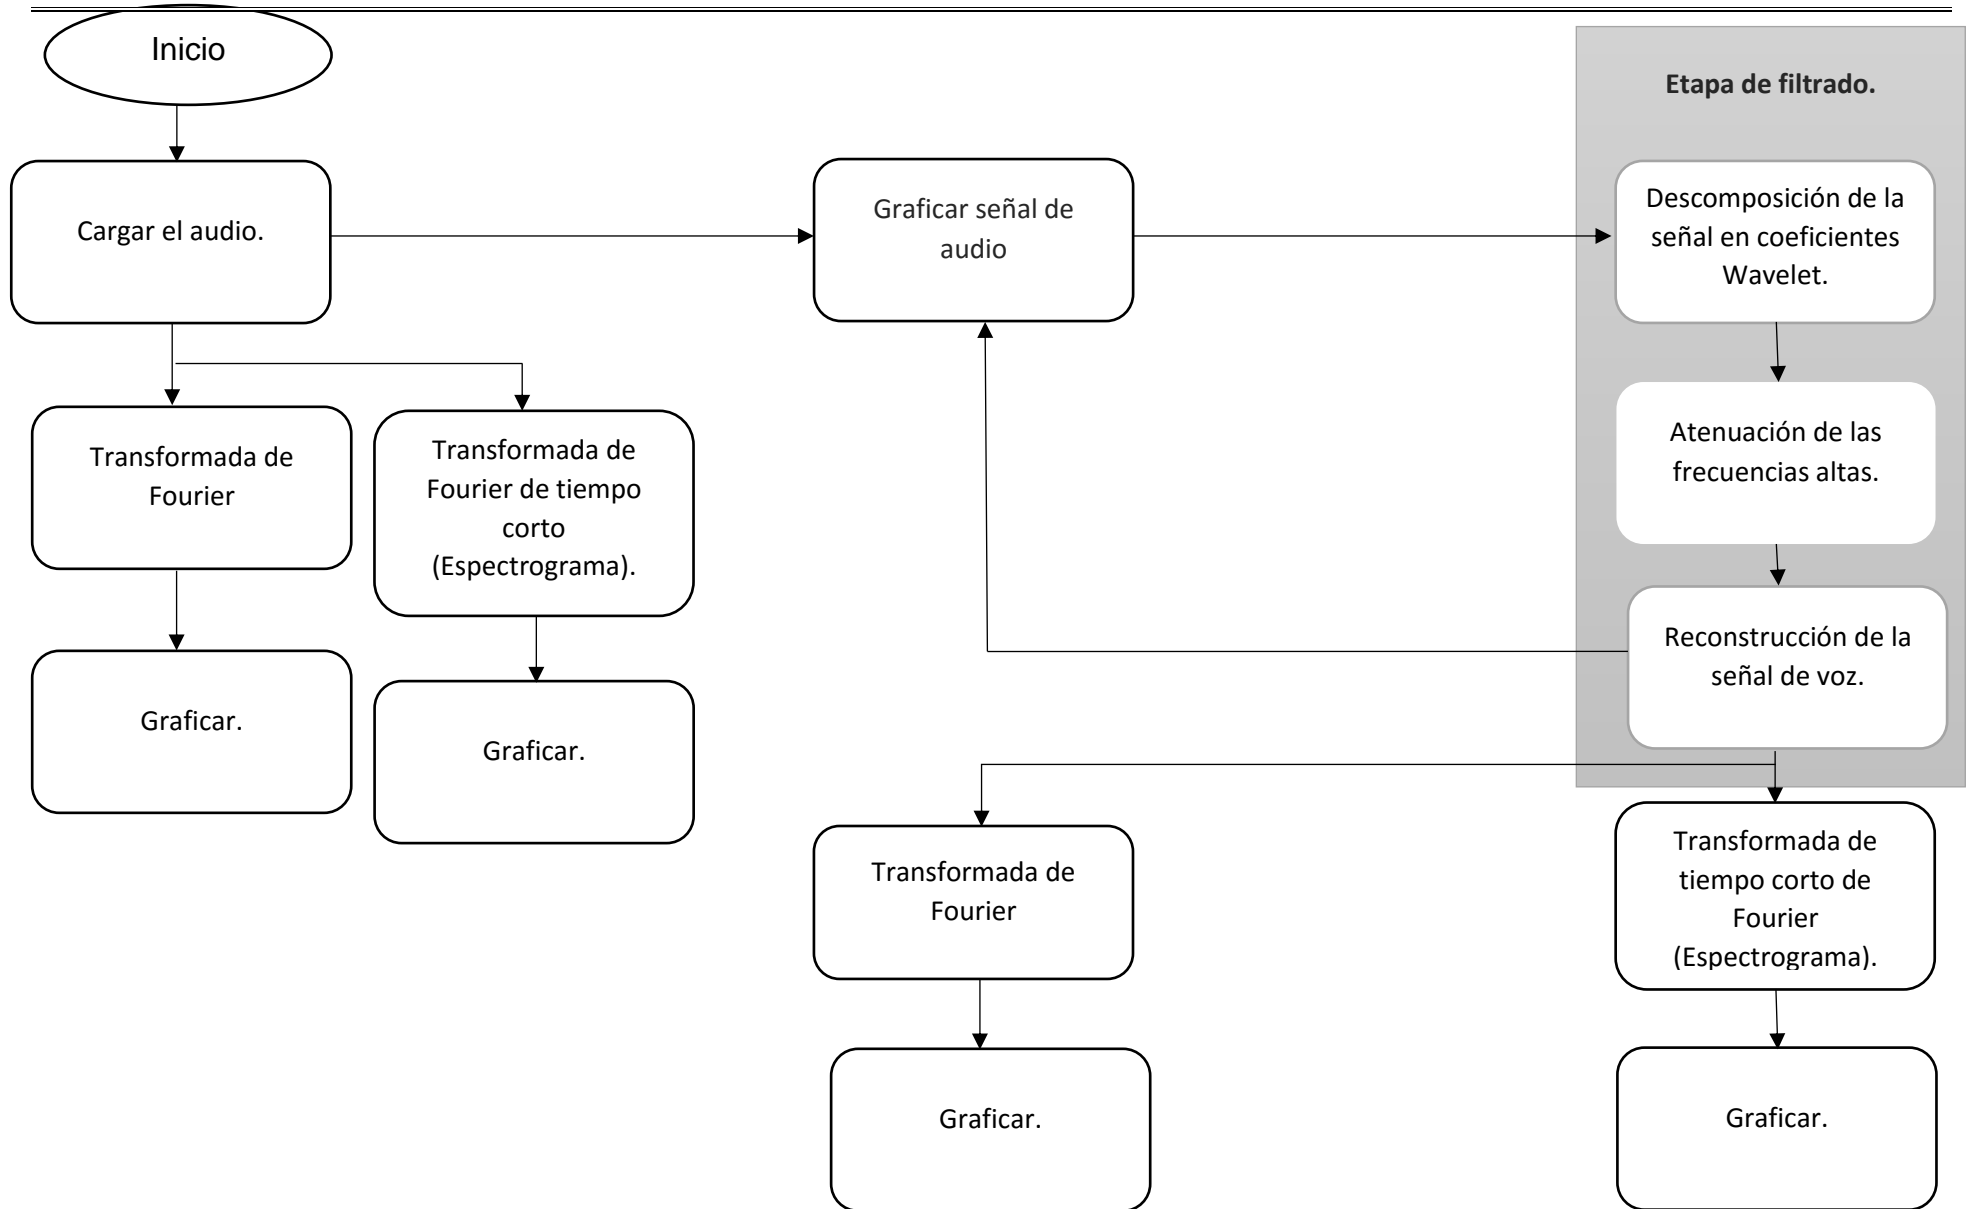 Inicio
Etapa de filtrado.
Cargar el audio.
Graficar señal de
audio
Descomposición de la
señal en coeficientes
Wavelet.
Atenuación de las
frecuencias altas.
Reconstrucción de la
señal de voz.
Transformada de
Fourier
Transformada de
Fourier de tiempo
corto
(Espectrograma).
Graficar.
Graficar.
Transformada de
Fourier
Transformada de
tiempo corto de
Fourier
(Espectrograma).
Graficar.
Graficar.